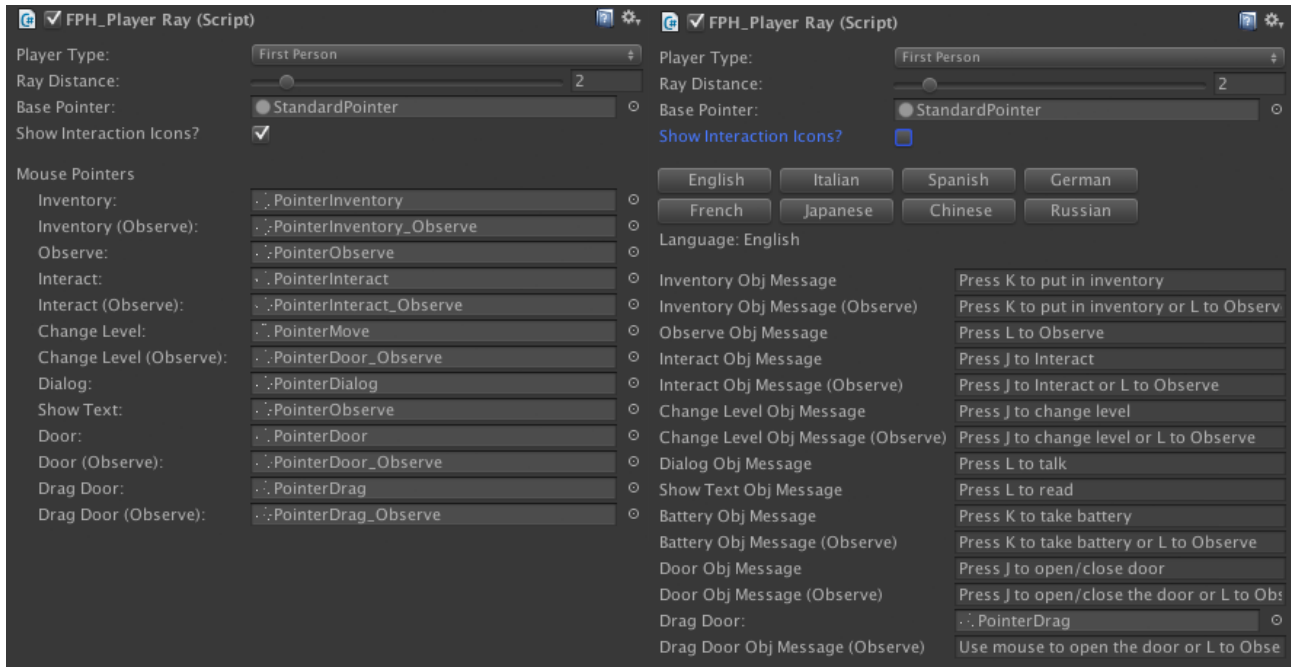 FPH_Player Ray (Script)
Player Type: First Person
Ray Distance: 2
Base Pointer: StandardPointer
Show Interaction Icons?
Mouse Pointers
Inventory: PointerInventory
Inventory (Observe): PointerInventory_Observe
Observe: PointerObserve
Interact: PointerInteract
Interact (Observe): PointerInteract_Observe
Change Level: PointerMove
Change Level (Observe): PointerDoor_Observe
Dialog: PointerDialog
Show Text: PointerObserve
Door: PointerDoor
Door (Observe): PointerDoor_Observe
Drag Door: PointerDrag
Drag Door (Observe): PointerDrag_Observe
FPH_Player Ray (Script)
Player Type: First Person
Ray Distance: 2
Base Pointer: StandardPointer
Show Interaction Icons?
English Italian Spanish German
French Japanese Chinese Russian
Language: English
Inventory Obj Message Press K to put in inventory
Inventory Obj Message (Observe) Press K to put in inventory or L to Observ
Observe Obj Message Press L to Observe
Interact Obj Message Press J to Interact
Interact Obj Message (Observe) Press J to Interact or L to Observe
Change Level Obj Message Press J to change level
Change Level Obj Message (Observe) Press J to change level or L to Observe
Dialog Obj Message Press L to talk
Show Text Obj Message Press L to read
Battery Obj Message Press K to take battery
Battery Obj Message (Observe) Press K to take battery or L to Observe
Door Obj Message Press J to open/close door
Door Obj Message (Observe) Press J to open/close the door or L to Obs
Drag Door: PointerDrag
Drag Door Obj Message (Observe) Use mouse to open the door or L to Obse